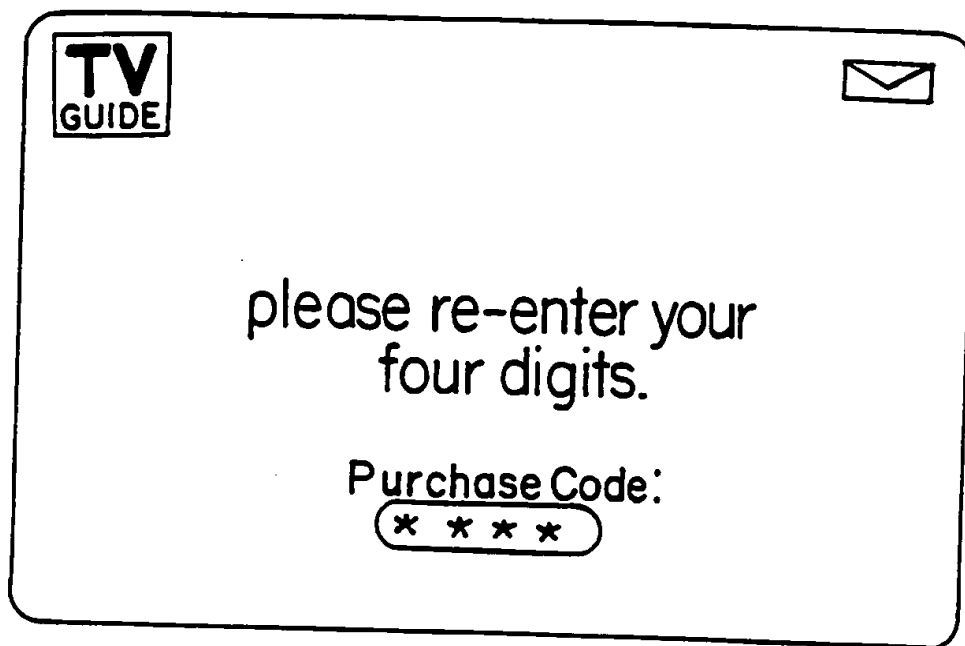 TV
GUIDE
please re-enter your
four digits.
Purchase Code:
* * * *